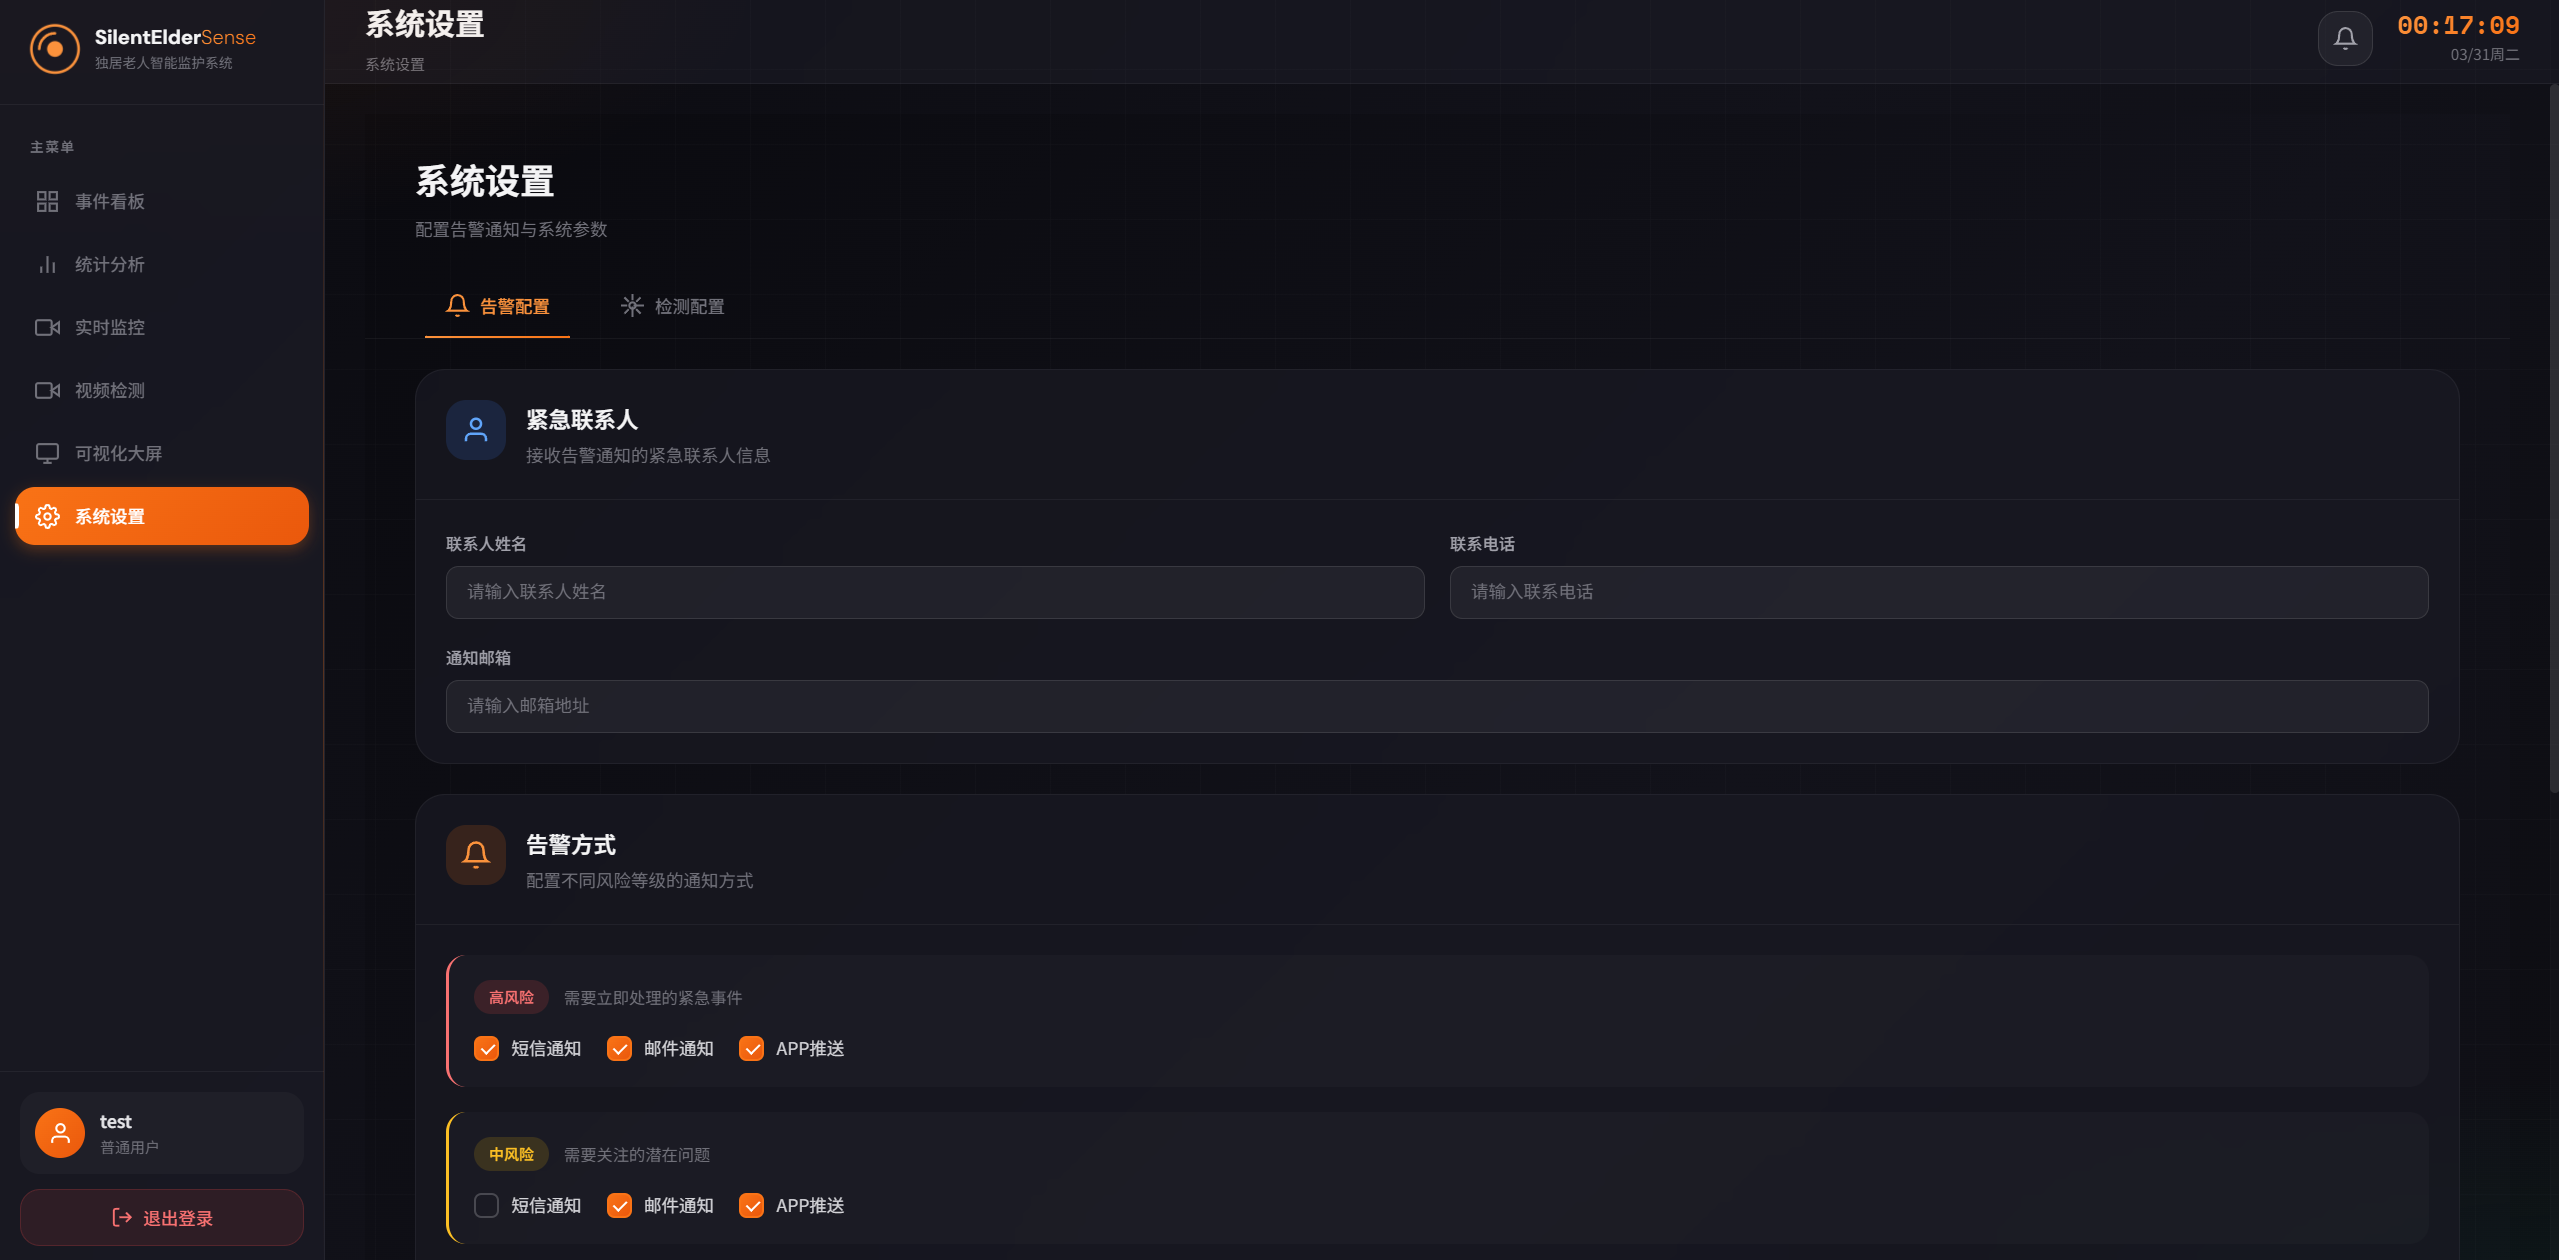 SilentElderSense
独居老人智能监护系统
主菜单
事件看板
统计分析
实时监控
视频检测
可视化大屏
系统设置
test
普通用户
退出登录
系统设置
系统设置
00:17:09
03/31周二
系统设置
配置告警通知与系统参数
告警配置 检测配置
紧急联系人
接收告警通知的紧急联系人信息
联系人姓名 联系电话
请输入联系人姓名 请输入联系电话
通知邮箱
请输入邮箱地址
告警方式
配置不同风险等级的通知方式
高风险 需要立即处理的紧急事件
短信通知 邮件通知 APP推送
中风险 需要关注的潜在问题
短信通知 邮件通知 APP推送